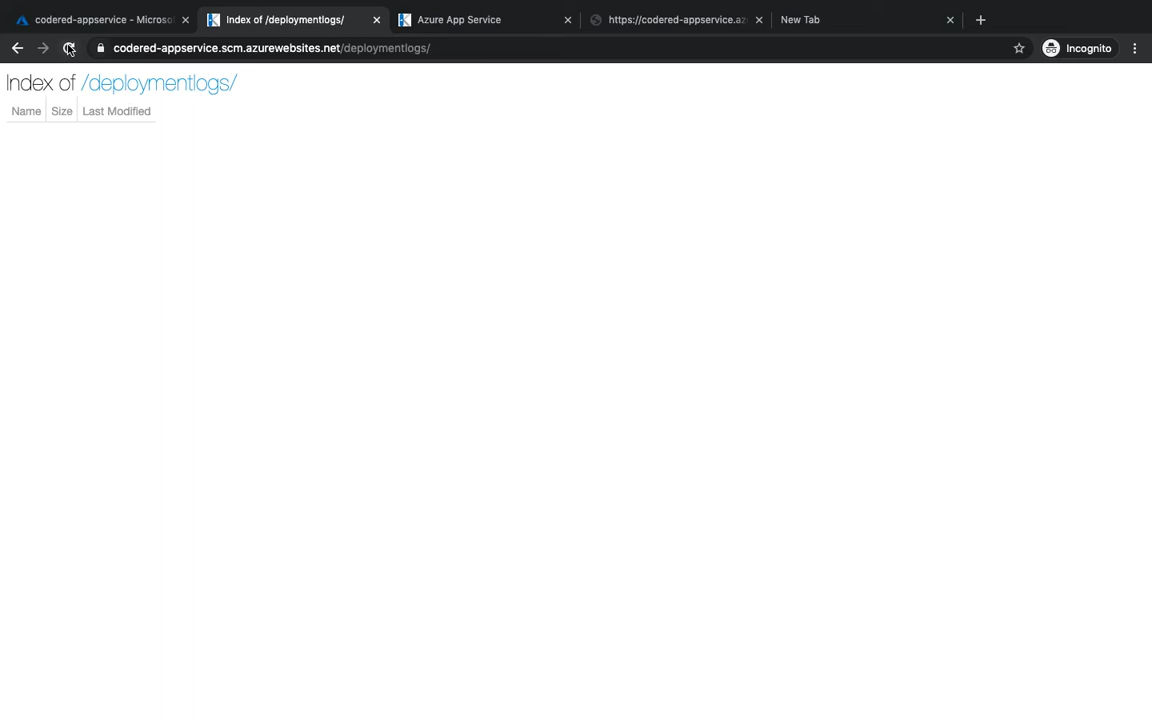 codered-appservice - Microso
Index of /deploymentlogs/
Azure App Service
https://codered-appservice.az
New Tab
codered-appservice.scm.azurewebsites.net/deploymentlogs/
Incognito
Index of /deploymentlogs/
Name Size Last Modified